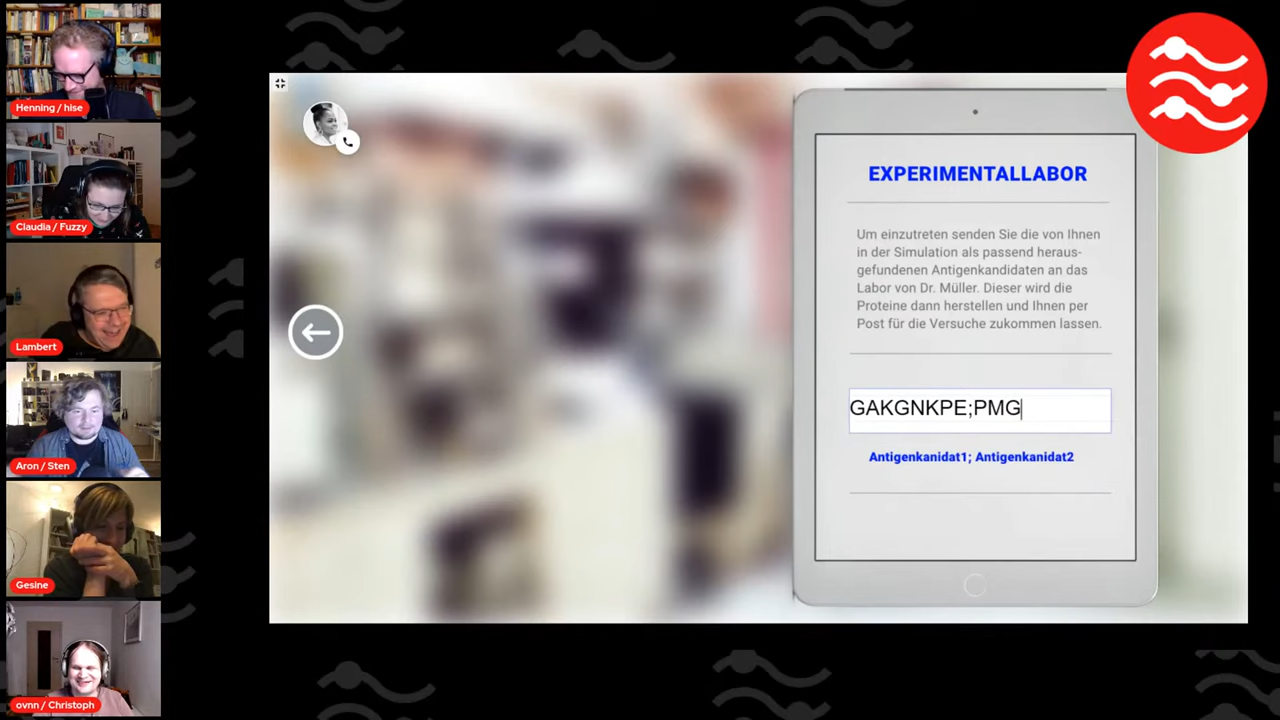 Henning / hise
Claudia / Fuzzy
Lambert
Aron / Sten
Gesine
ovnn / Christoph
EXPERIMENTALLABOR
Um einzutreten senden Sie die von Ihnen
in der Simulation als passend heraus-
gefundenen Antigenkandidaten an das
Labor von Dr. Müller. Dieser wird die
Proteine dann herstellen und Ihnen per
Post für die Versuche zukommen lassen.
GAKGNKPE;PMG
Antigenkanidat1; Antigenkanidat2